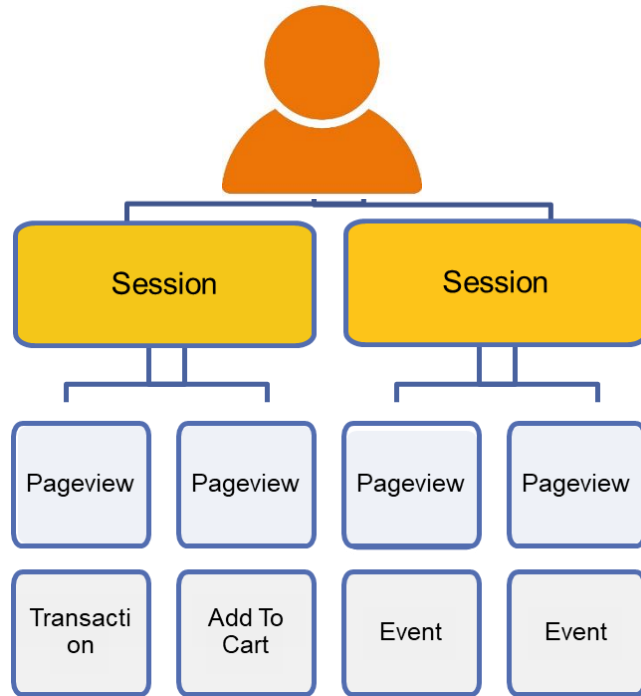 Session
Session
Pageview
Pageview
Pageview
Pageview
Transacti
on
Add To
Cart
Event
Event